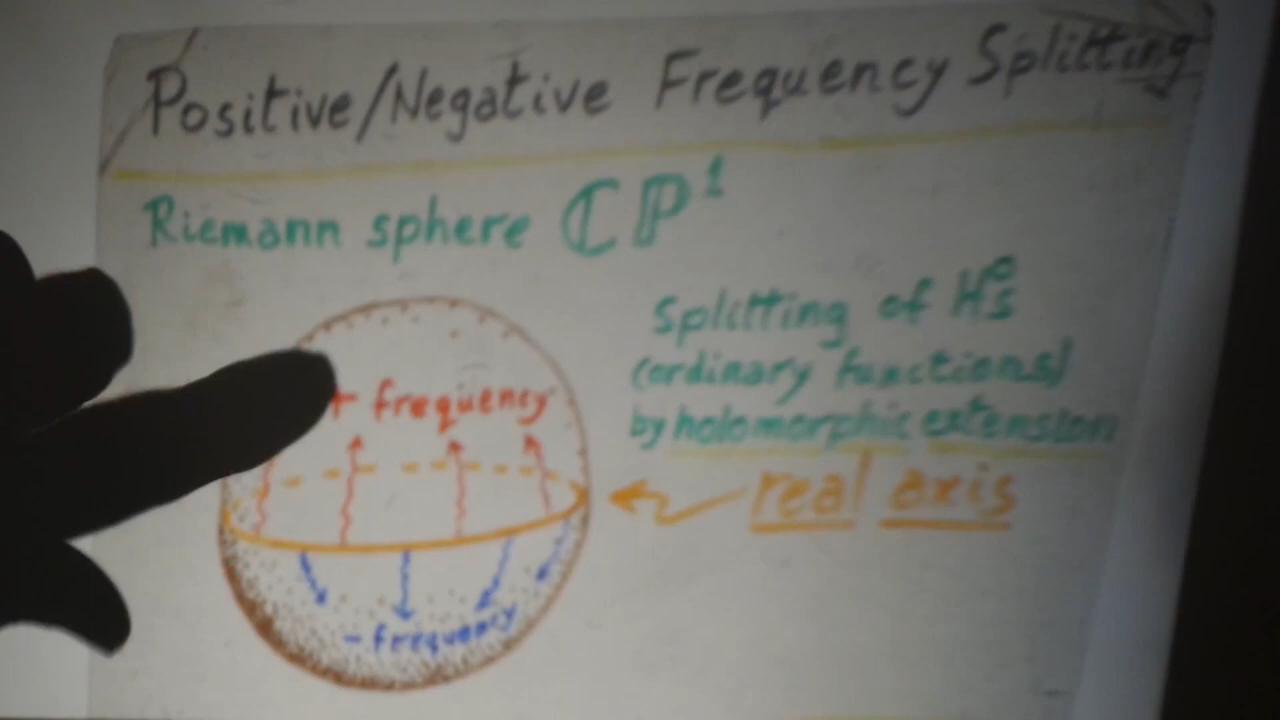 Positive/Negative Frequency Splitting
Riemann sphere ℂℙ¹
Splitting of H⁰ₛ
(ordinary functions)
by holomorphic extension
+ frequency
real axis
- frequency